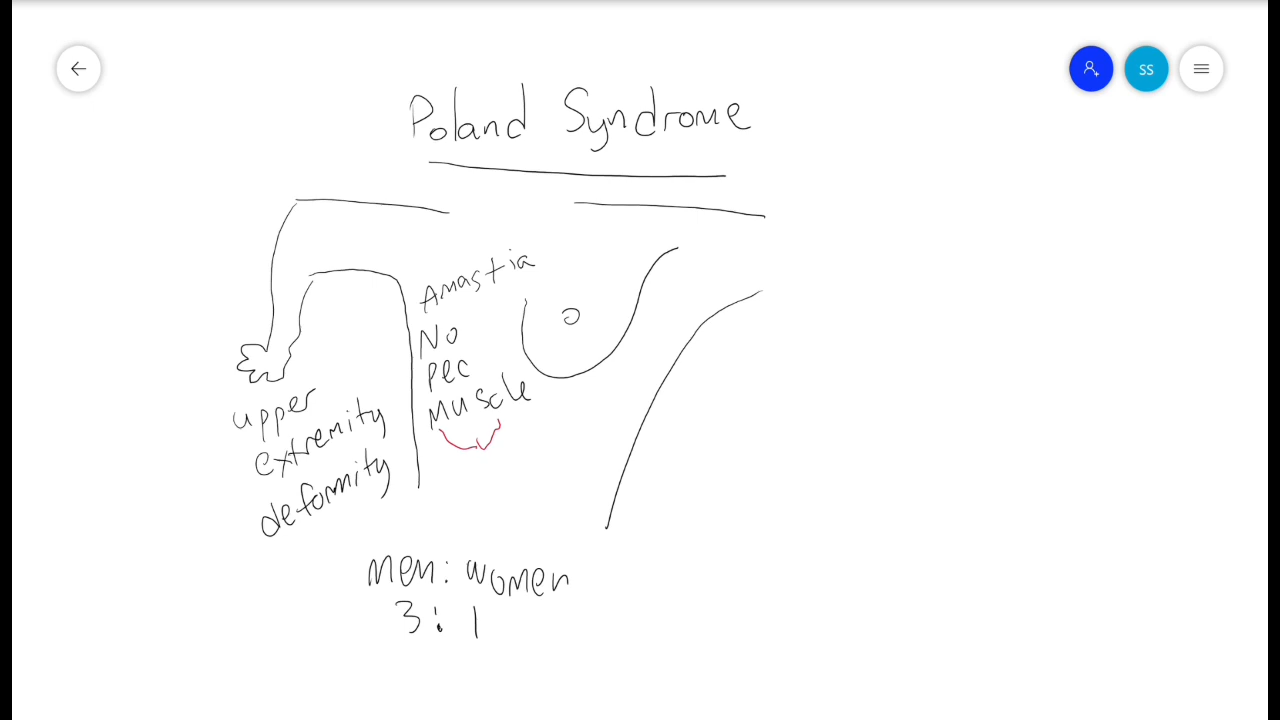 SS
Poland Syndrome
Amastia
No
pec
Muscle
upper
extremity
deformity
men: women
3:1